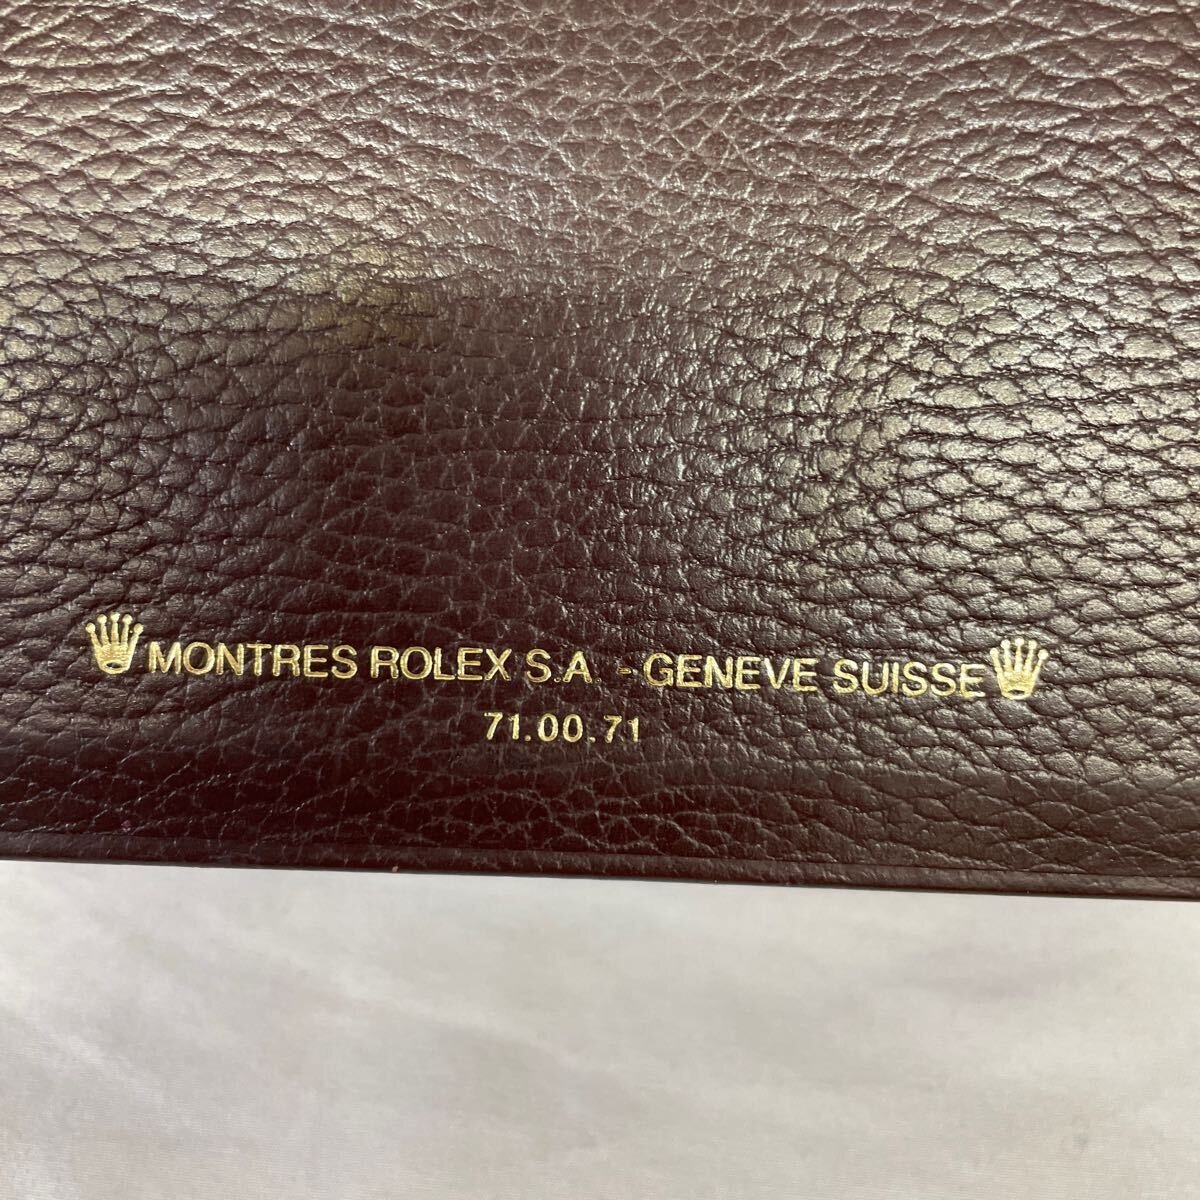 MONTRES ROLEX S.A. - GENEVE SUISSE
71.00.71